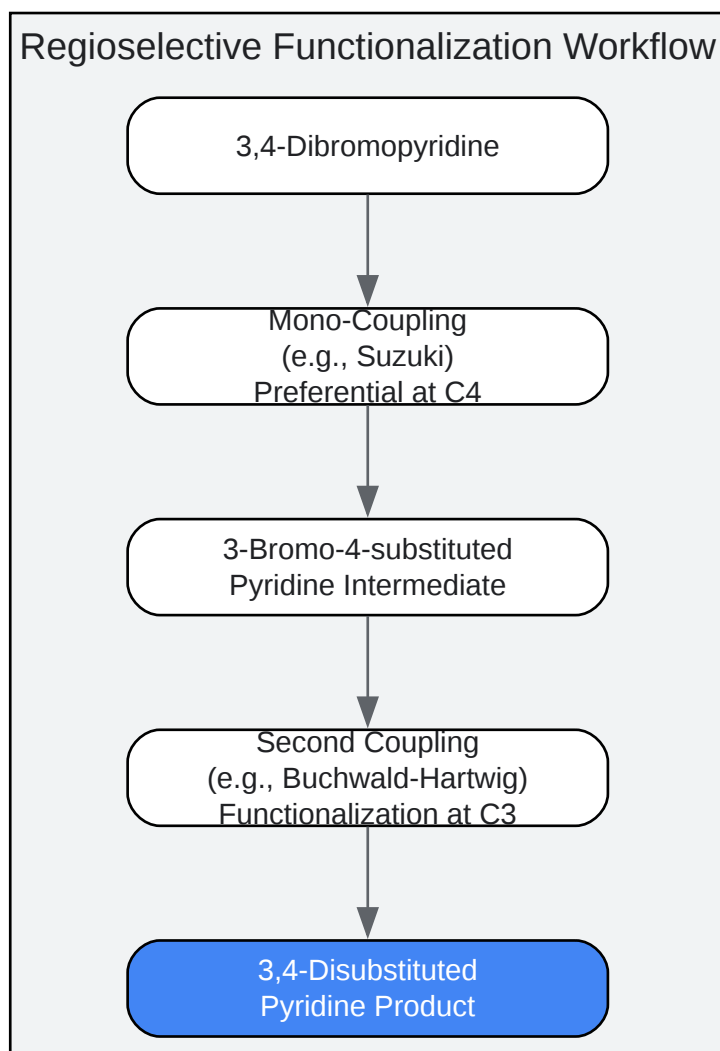 Regioselective Functionalization Workflow
3,4-Dibromopyridine
Mono-Coupling
(e.g., Suzuki)
Preferential at C4
3-Bromo-4-substituted
Pyridine Intermediate
Second Coupling
(e.g., Buchwald-Hartwig)
Functionalization at C3
3,4-Disubstituted
Pyridine Product